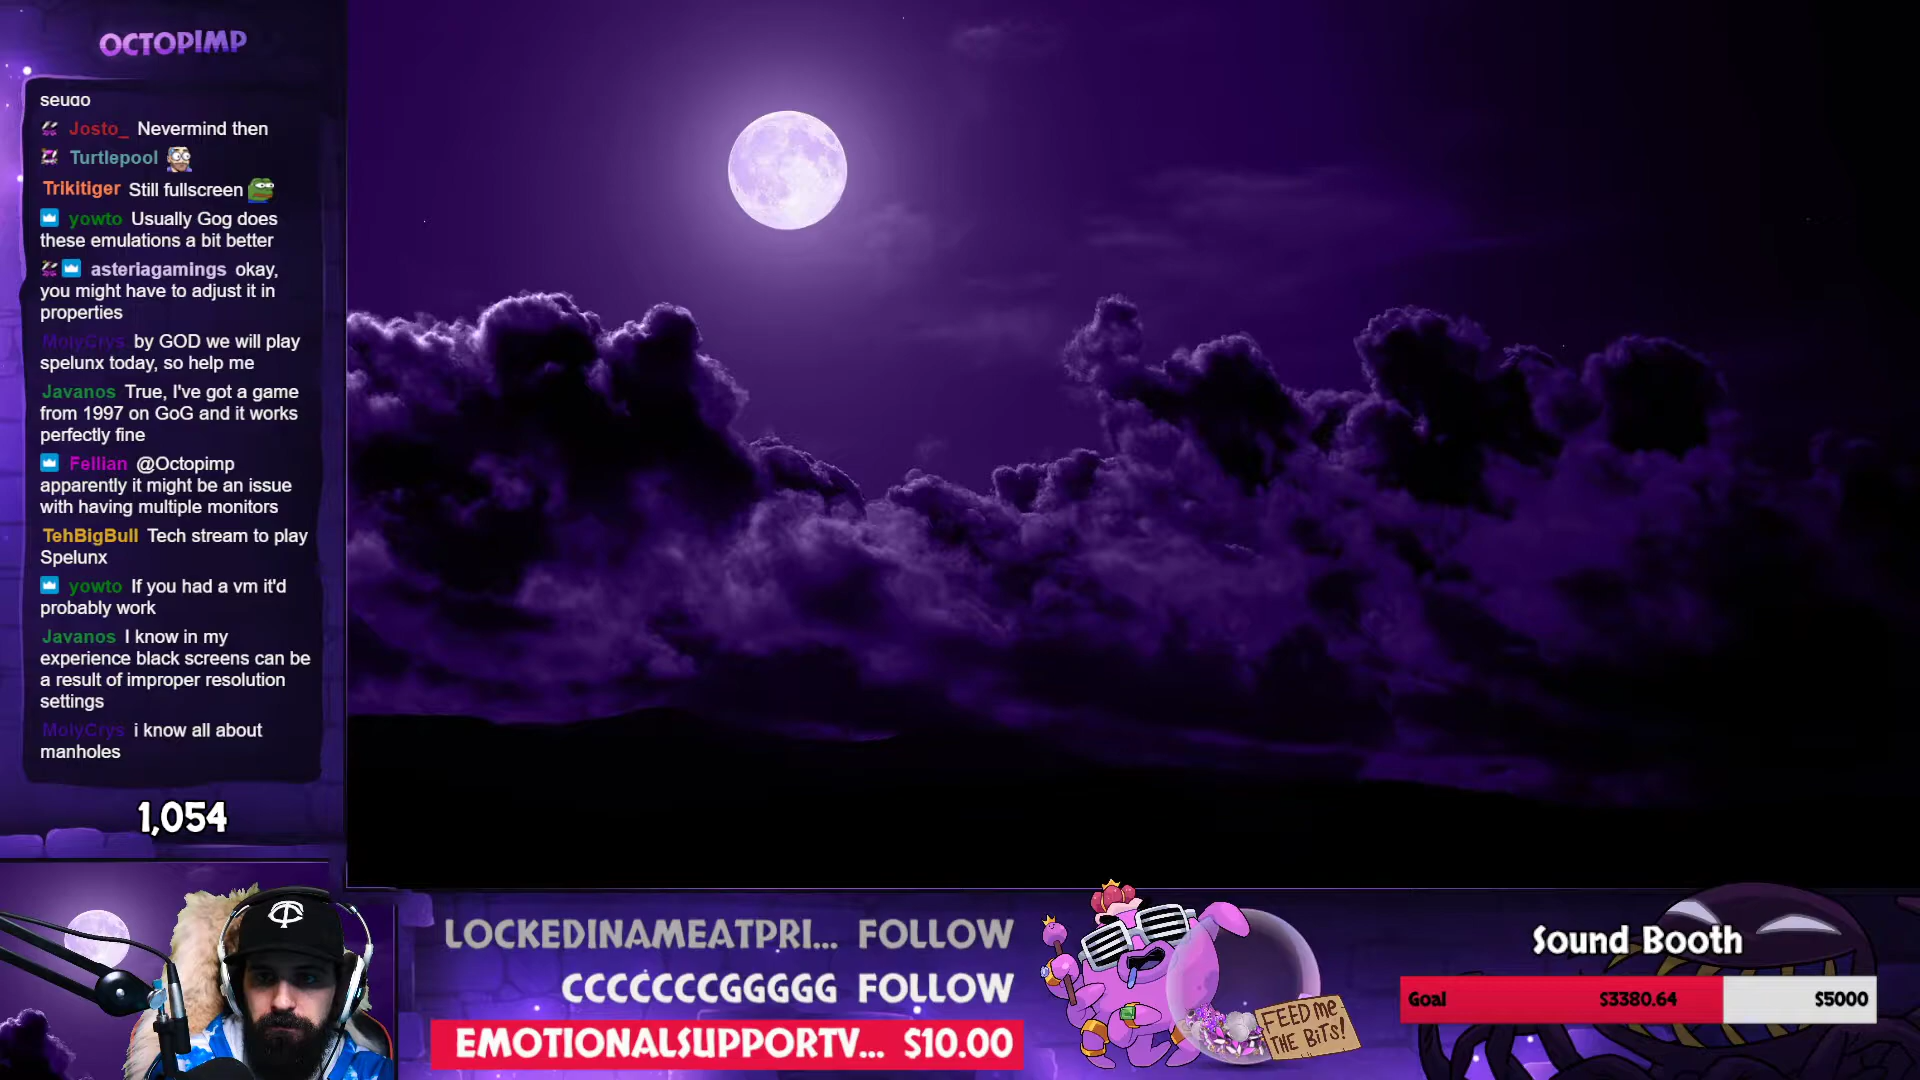 OCTOPIMP
seudo
Josto_ Nevermind then
Turtlepool
Trikitiger Still fullscreen
yowto Usually Gog does
these emulations a bit better
asteriagamings okay,
you might have to adjust it in
properties
MolyCrys by GOD we will play
spelunx today, so help me
Javanos True, I've got a game
from 1997 on GoG and it works
perfectly fine
Fellian @Octopimp
apparently it might be an issue
with having multiple monitors
TehBigBull Tech stream to play
Spelunx
yowto If you had a vm it'd
probably work
Javanos I know in my
experience black screens can be
a result of improper resolution
settings
MolyCrys i know all about
manholes
1,054
LOCKEDINAMEATPRI... FOLLOW
CCCCCCCGGGGG FOLLOW
EMOTIONALSUPPORTV... $10.00
FEED ME
THE BITS!
Sound Booth
Goal $3380.64 $5000
TC